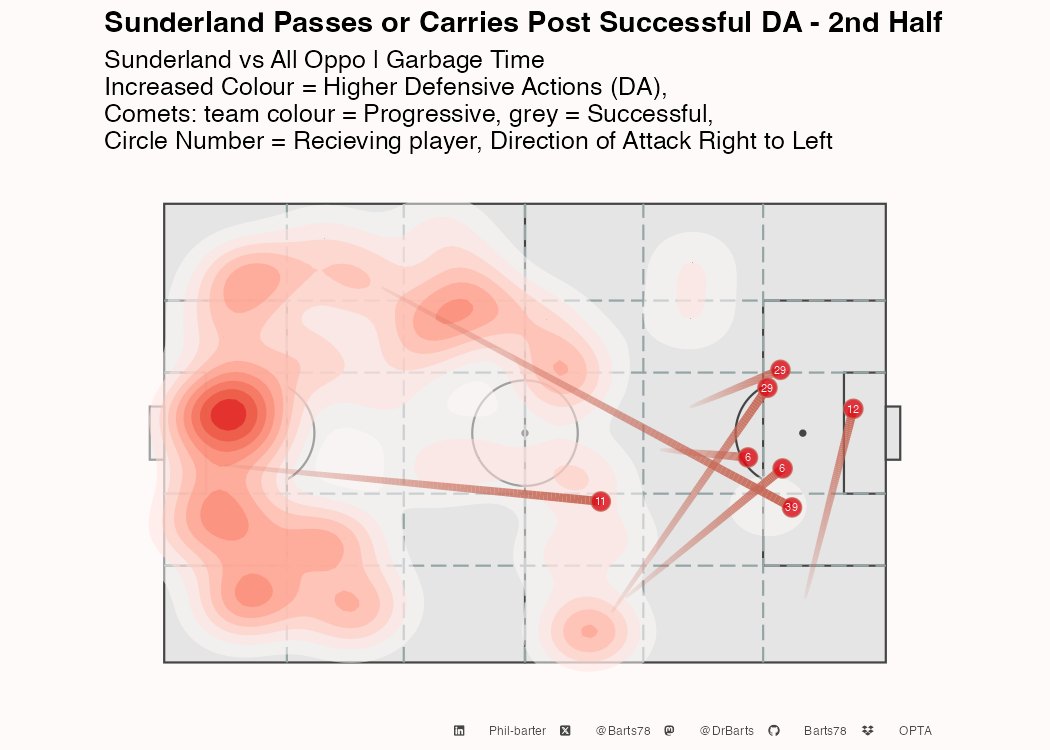 Sunderland Passes or Carries Post Successful DA - 2nd Half
Sunderland vs All Oppo | Garbage Time
Increased Colour = Higher Defensive Actions (DA),
Comets: team colour = Progressive, grey = Successful,
Circle Number = Recieving player, Direction of Attack Right to Left
29
29
12
6
6
11
39
Phil-barter @Barts78 @DrBarts Barts78 OPTA